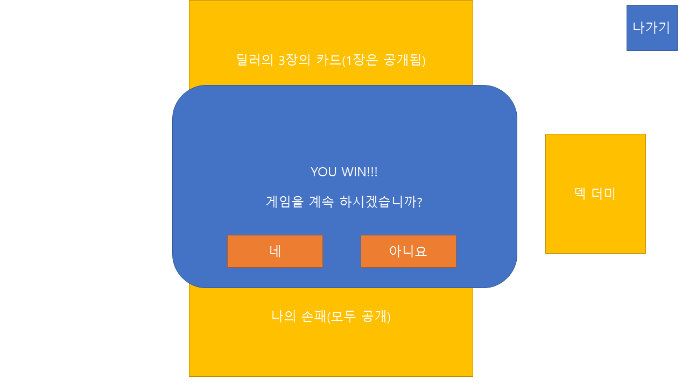 나가기
딜러의 3장의 카드(1장은 공개됨)
YOU WIN!!!
게임을 계속 하시겠습니까?
네
아니요
덱 더미
나의 손패(모두 공개)